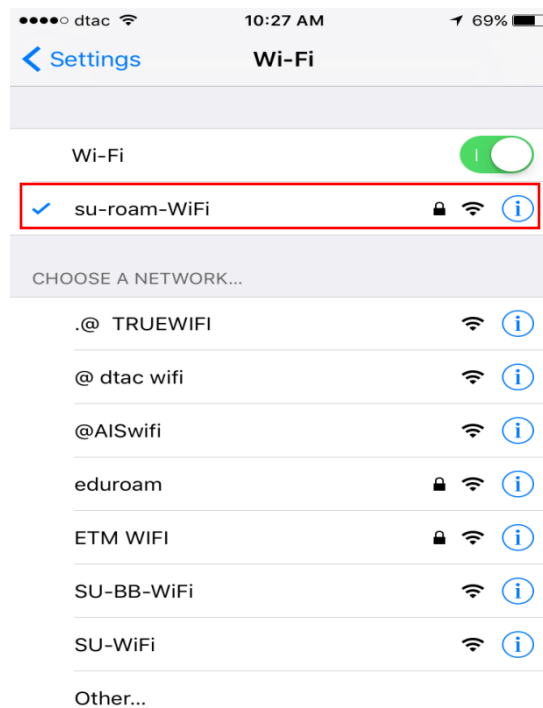 dtac 10:27 AM 69%
Settings Wi-Fi
Wi-Fi
su-roam-WiFi
CHOOSE A NETWORK...
.@ TRUEWIFI
@ dtac wifi
@AISwifi
eduroam
ETM WIFI
SU-BB-WiFi
SU-WiFi
Other...